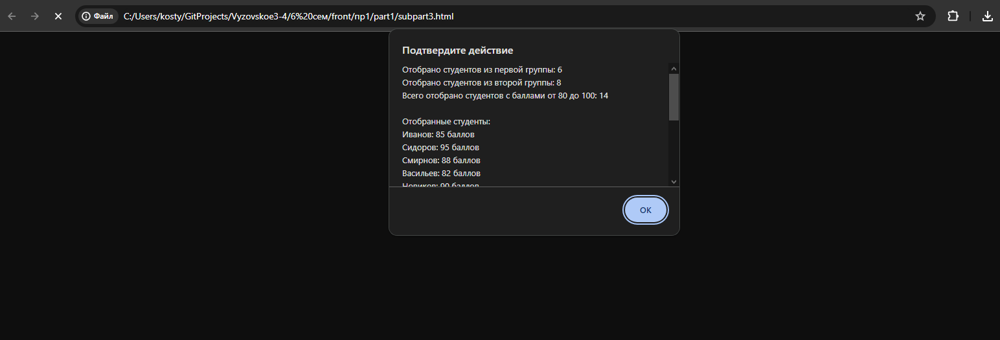 Файл C:/Users/kosty/GitProjects/Vyzovskoe3-4/6%20сем/front/пр1/part1/subpart3.html
Подтвердите действие
Отобрано студентов из первой группы: 6
Отобрано студентов из второй группы: 8
Всего отобрано студентов с баллами от 80 до 100: 14
Отобранные студенты:
Иванов: 85 баллов
Сидоров: 95 баллов
Смирнов: 88 баллов
Васильев: 82 баллов
Новиков: 90 баллов
ОК